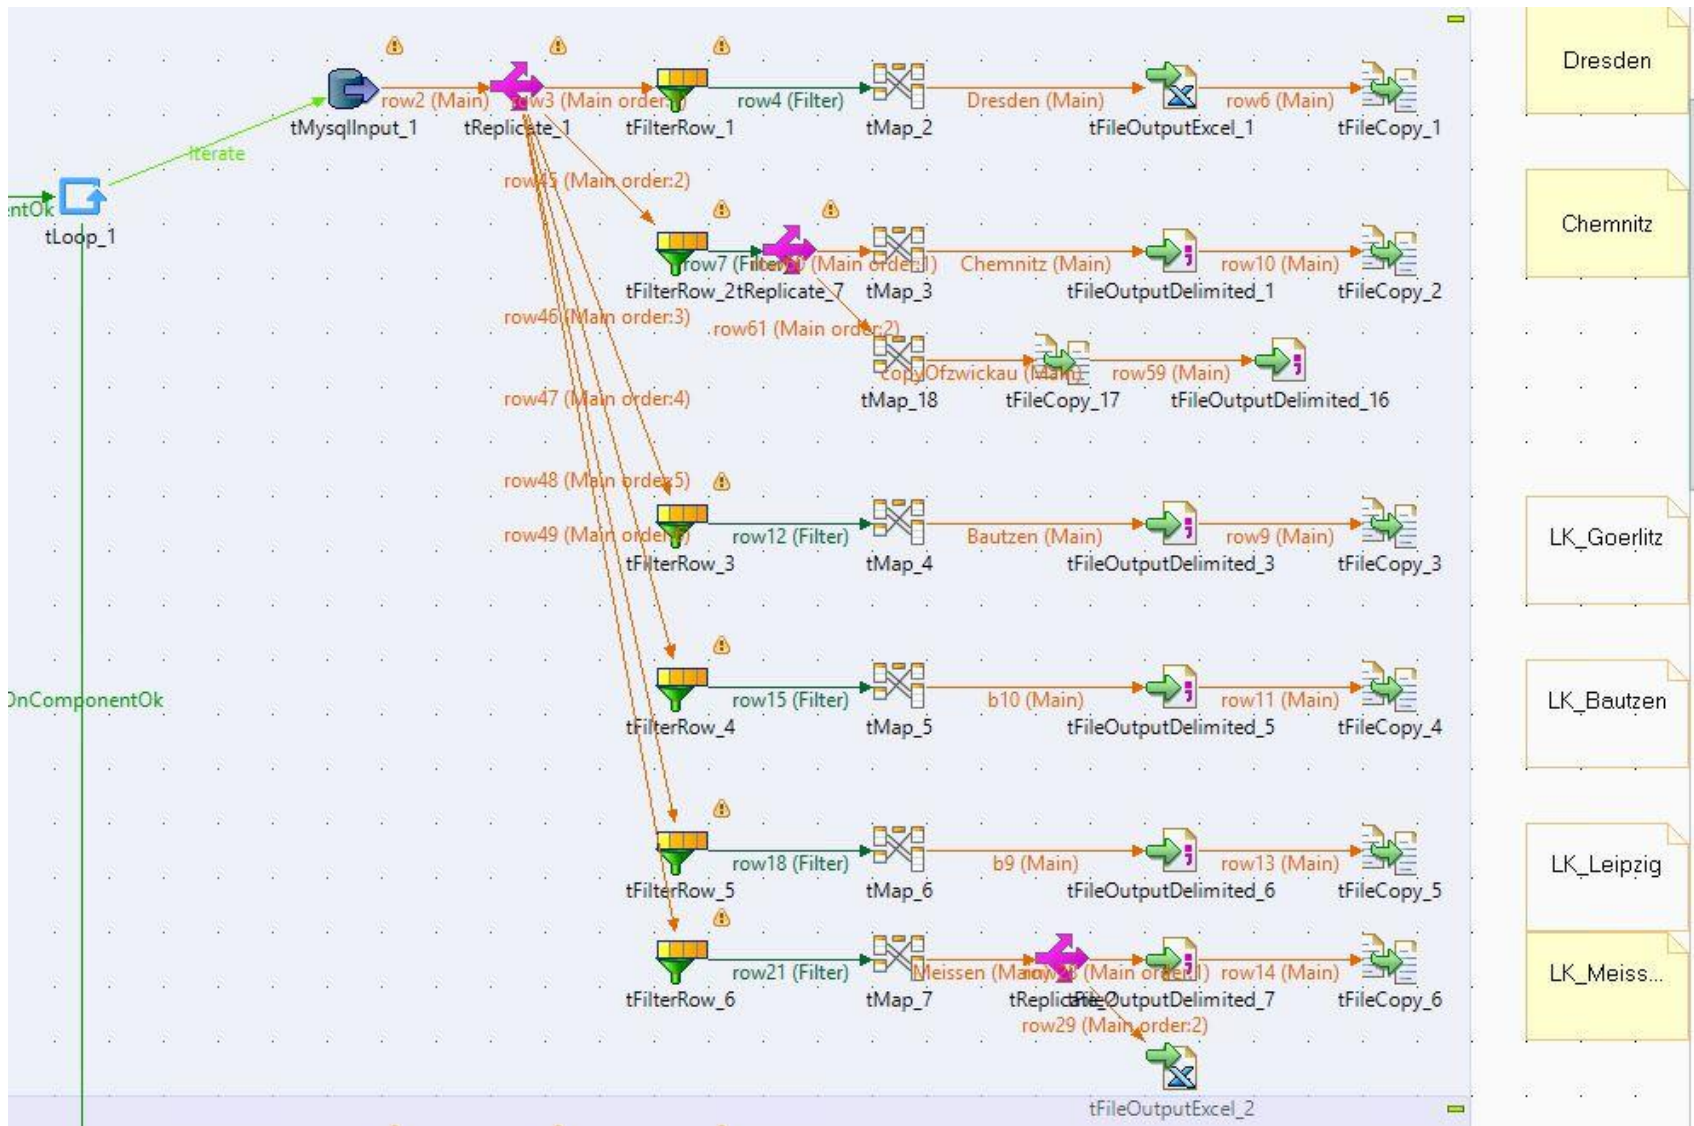 Dresden
row2 (Main)
row3 (Main order:1)
row4 (Filter)
Dresden (Main)
row6 (Main)
tMysqlInput_1
tReplicate_1
tFilterRow_1
tMap_2
tFileOutputExcel_1
tFileCopy_1
Iterate
row45 (Main order:2)
entOk
tLoop_1
Chemnitz
row7 (Filter)
(Main order:1)
Chemnitz (Main)
row10 (Main)
tFilterRow_2
tReplicate_7
tMap_3
tFileOutputDelimited_1
tFileCopy_2
row46 (Main order:3)
row61 (Main order:2)
copyOfzwickau (Main)
row59 (Main)
row47 (Main order:4)
tMap_18
tFileCopy_17
tFileOutputDelimited_16
row48 (Main order:5)
row49 (Main order:6)
row12 (Filter)
Bautzen (Main)
row9 (Main)
LK_Goerlitz
tFilterRow_3
tMap_4
tFileOutputDelimited_3
tFileCopy_3
OnComponentOk
row15 (Filter)
b10 (Main)
row11 (Main)
LK_Bautzen
tFilterRow_4
tMap_5
tFileOutputDelimited_5
tFileCopy_4
row18 (Filter)
b9 (Main)
row13 (Main)
LK_Leipzig
tFilterRow_5
tMap_6
tFileOutputDelimited_6
tFileCopy_5
row21 (Filter)
Meissen (Main)
(Main order:1)
row14 (Main)
LK_Meiss...
tFilterRow_6
tMap_7
tReplicate_2
tFileOutputDelimited_7
tFileCopy_6
row29 (Main order:2)
tFileOutputExcel_2